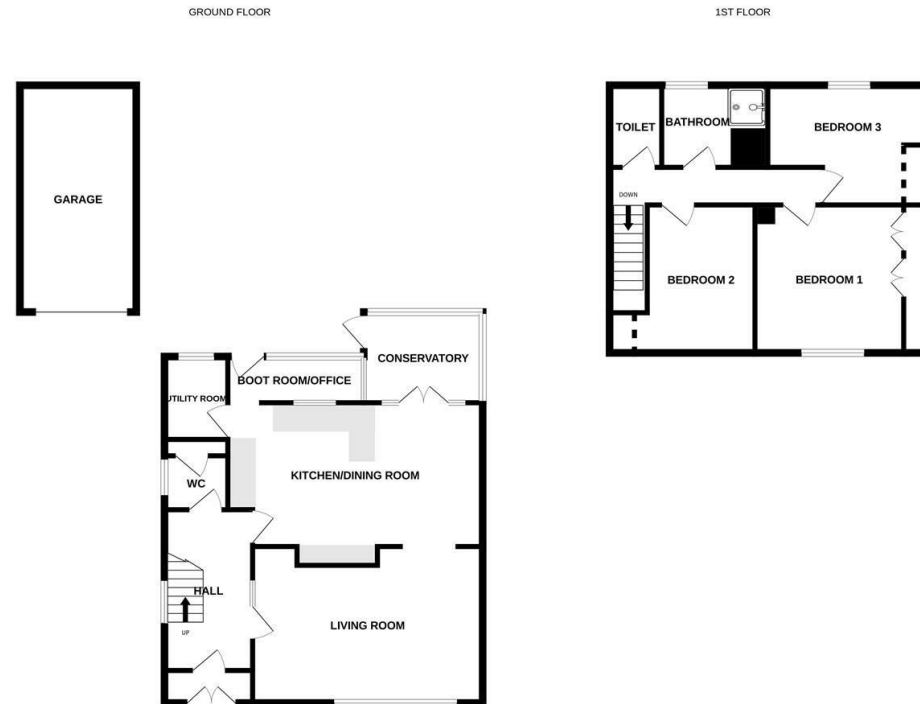 GROUND FLOOR
1ST FLOOR
GARAGE
CONSERVATORY
BOOT ROOM/OFFICE
UTILITY ROOM
KITCHEN/DINING ROOM
WC
HALL
UP
LIVING ROOM
TOILET
BATHROOM
BEDROOM 3
DOWN
BEDROOM 2
BEDROOM 1